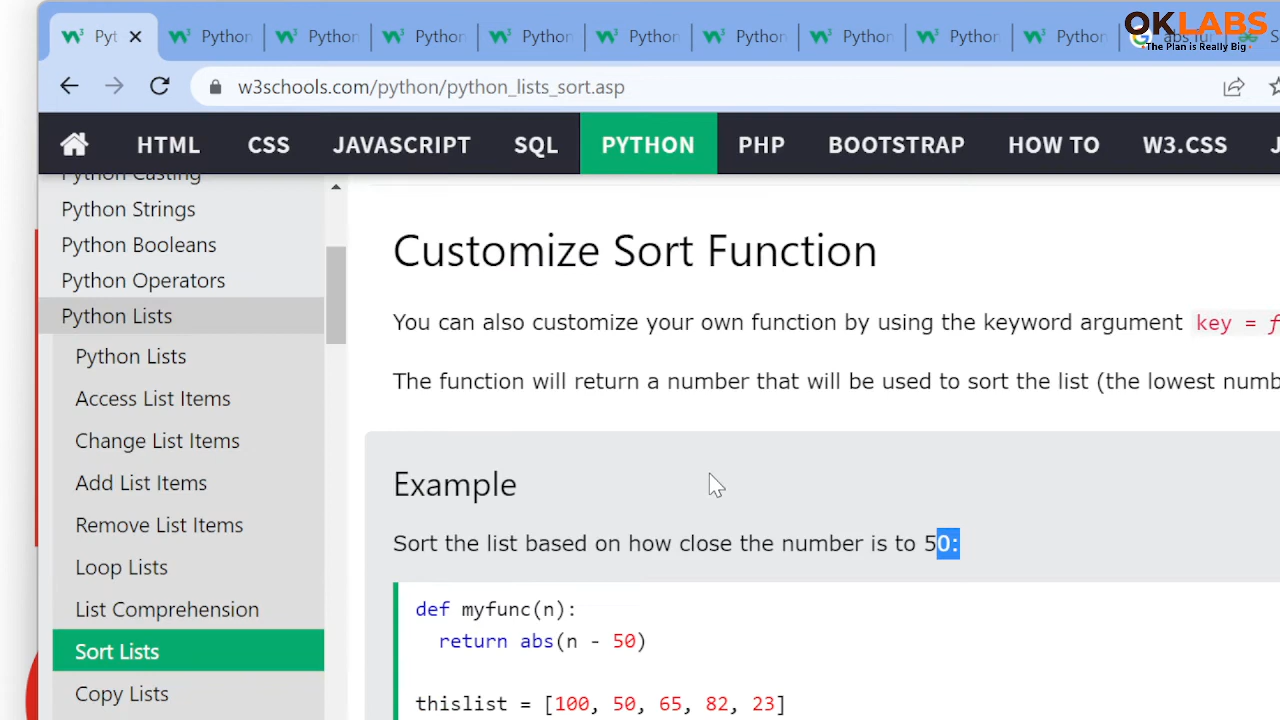 Pyt
Python
Python
Python
Python
Python
Python
Python
Python
Python
OKLABS
The Plan is Really Big
w3schools.com/python/python_lists_sort.asp
HTML CSS JAVASCRIPT SQL PYTHON PHP BOOTSTRAP HOW TO W3.CSS
Python Casting
Python Strings
Python Booleans
Python Operators
Python Lists
Python Lists
Access List Items
Change List Items
Add List Items
Remove List Items
Loop Lists
List Comprehension
Sort Lists
Copy Lists
Customize Sort Function
You can also customize your own function by using the keyword argument key = f
The function will return a number that will be used to sort the list (the lowest numb
Example
Sort the list based on how close the number is to 50:
def myfunc(n):
return abs(n - 50)
thislist = [100, 50, 65, 82, 23]